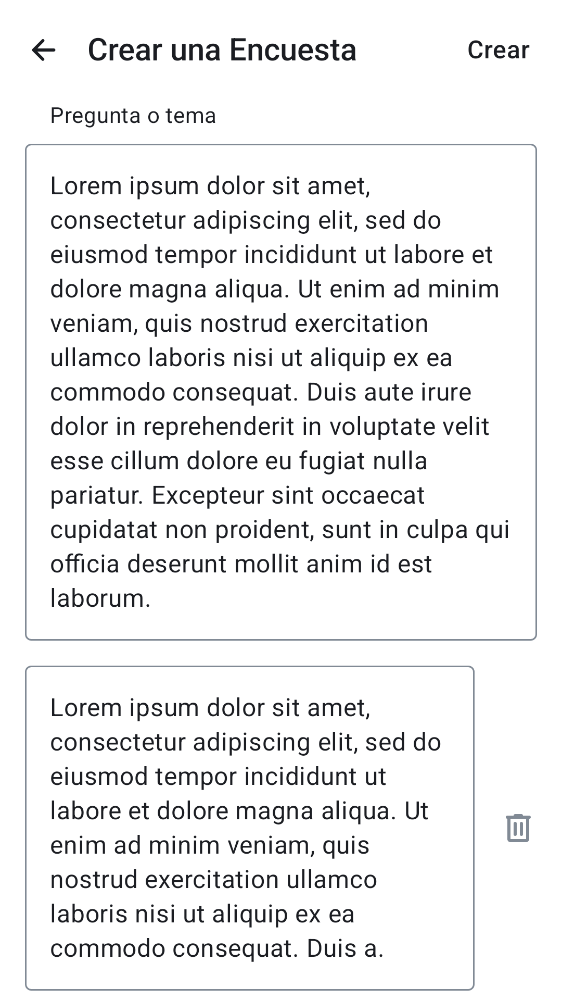 Crear una Encuesta
Crear
Pregunta o tema
Lorem ipsum dolor sit amet,
consectetur adipiscing elit, sed do
eiusmod tempor incididunt ut labore et
dolore magna aliqua. Ut enim ad minim
veniam, quis nostrud exercitation
ullamco laboris nisi ut aliquip ex ea
commodo consequat. Duis aute irure
dolor in reprehenderit in voluptate velit
esse cillum dolore eu fugiat nulla
pariatur. Excepteur sint occaecat
cupidatat non proident, sunt in culpa qui
officia deserunt mollit anim id est
laborum.
Lorem ipsum dolor sit amet,
consectetur adipiscing elit, sed do
eiusmod tempor incididunt ut
labore et dolore magna aliqua. Ut
enim ad minim veniam, quis
nostrud exercitation ullamco
laboris nisi ut aliquip ex ea
commodo consequat. Duis a.